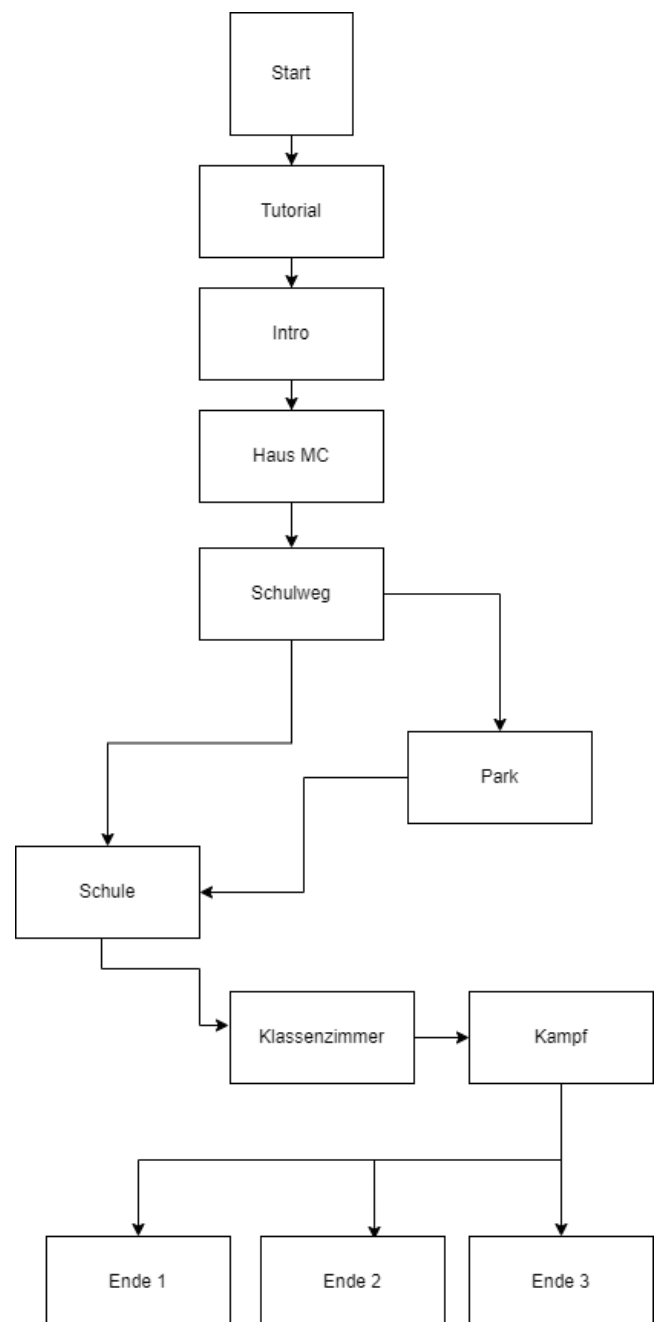 Start
Tutorial
Intro
Haus MC
Schulweg
Park
Schule
Klassenzimmer
Kampf
Ende 1
Ende 2
Ende 3